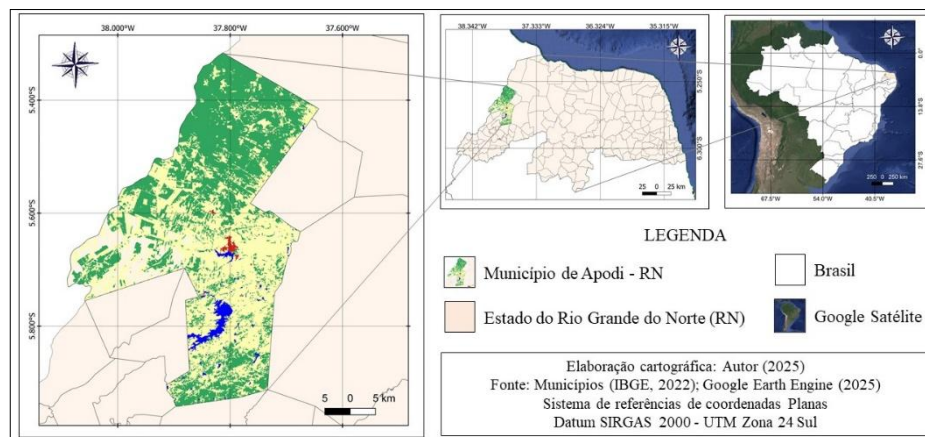 38.000°W 37.800°W 37.600°W
5.400°S
5.600°S
5.800°S
5 0 5 km
38.342°W 37.333°W 36.324°W 35.315°W
5.250°S
6.300°S
25 0 25 km
0.0°
13.8°S
27.6°S
250 0 250 km
67.5°W 54.0°W 40.5°W
LEGENDA
Município de Apodi - RN
Brasil
Estado do Rio Grande do Norte (RN)
Google Satélite
Elaboração cartográfica: Autor (2025)
Fonte: Municípios (IBGE, 2022); Google Earth Engine (2025)
Sistema de referências de coordenadas Planas
Datum SIRGAS 2000 - UTM Zona 24 Sul